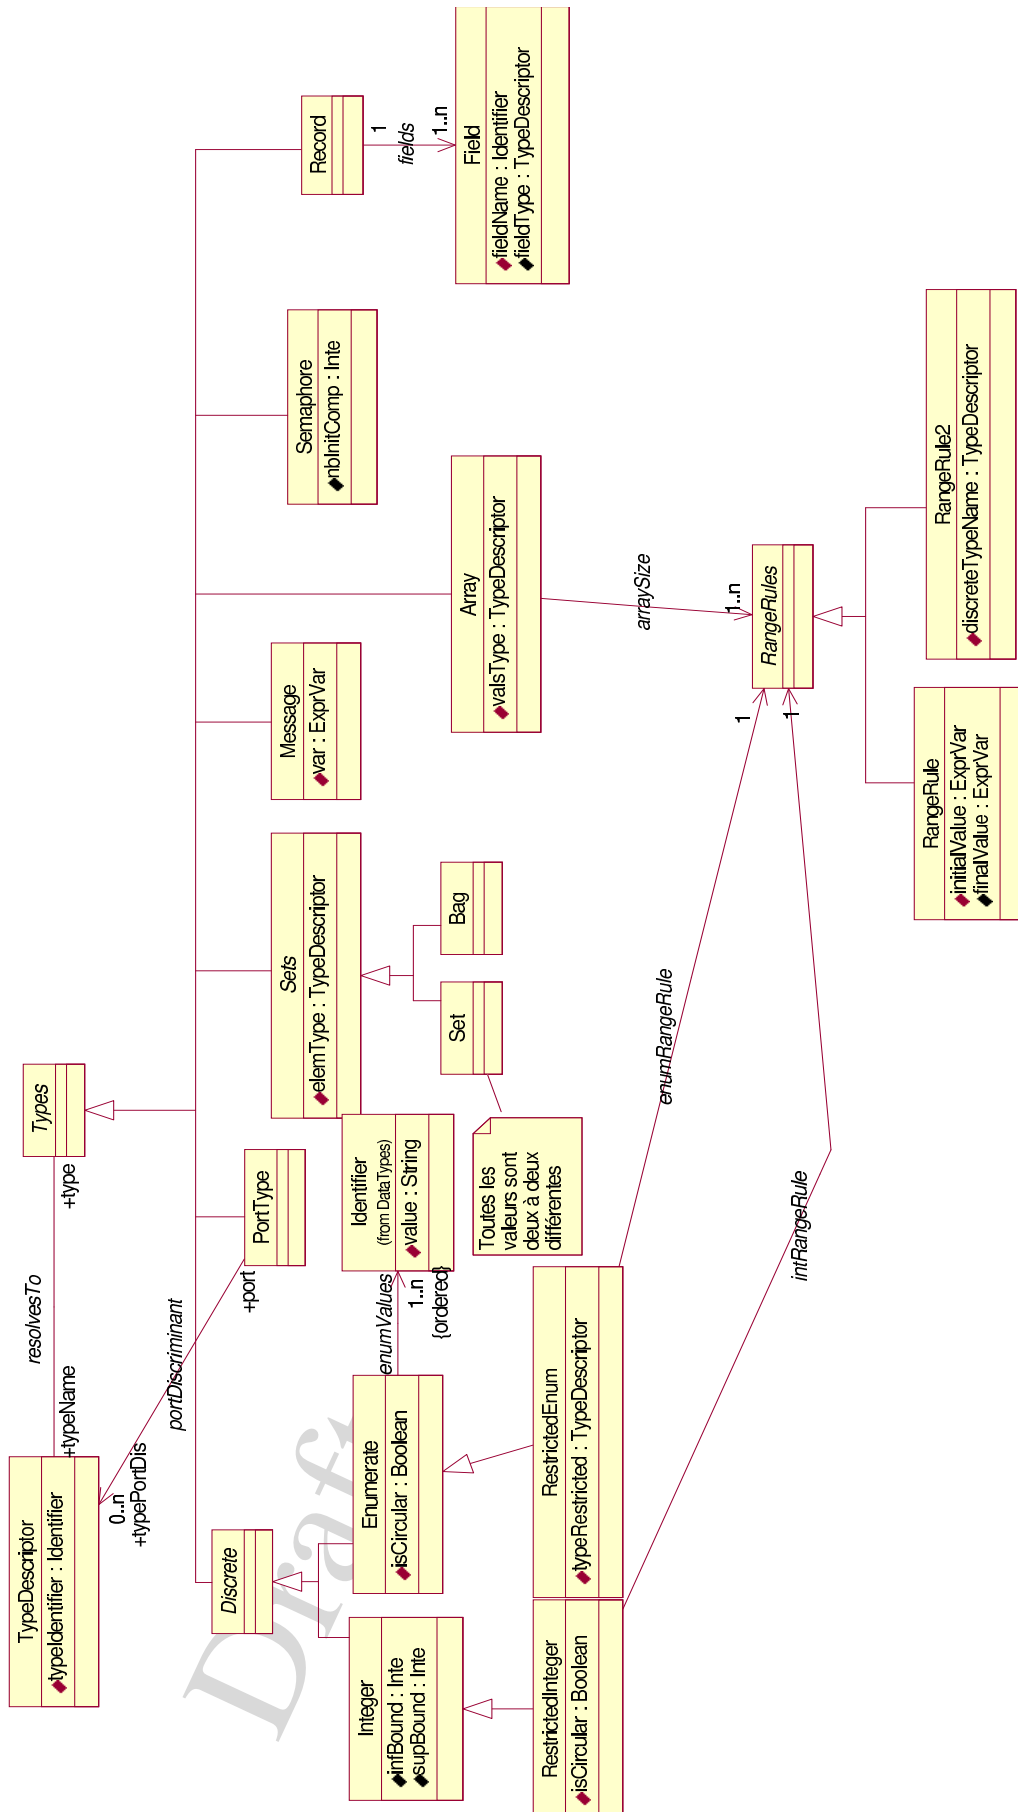 TypeDescriptor
typeIdentifier : Identifier
+typeName
resolvesTo
+type
Types
0..n
+typePortDis
portDiscriminant
+port
PortType
Discrete
Integer
infBound : Inte
supBound : Inte
Enumerate
isCircular : Boolean
enumValues
1..n
{ordered}
Identifier
(from DataTypes)
value : String
Sets
elemType : TypeDescriptor
Set
Bag
Toutes les
valeurs sont
deux à deux
différentes
Message
var : ExprVar
Array
valsType : TypeDescriptor
Semaphore
nbInitComp : Inte
Record
1
fields
1..n
Field
fieldName : Identifier
fieldType : TypeDescriptor
RestrictedInteger
isCircular : Boolean
RestrictedEnum
typeRestricted : TypeDescriptor
intRangeRule
1
enumRangeRule
1
arraySize
1..n
RangeRules
RangeRule
initialValue : ExprVar
finalValue : ExprVar
RangeRule2
discreteTypeName : TypeDescriptor
Draft